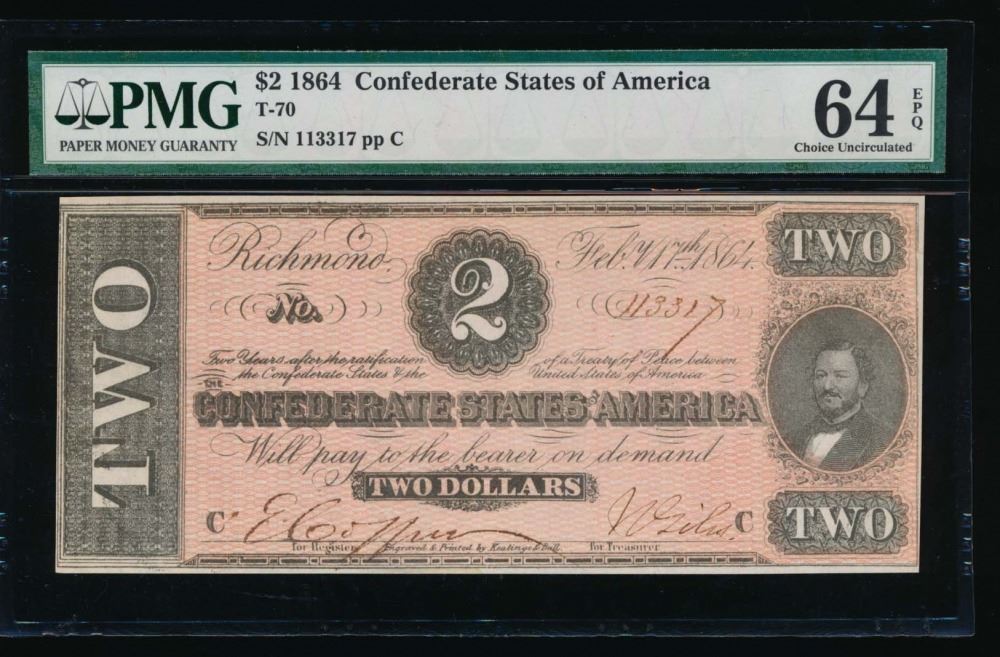 PMG
PAPER MONEY GUARANTY
$2 1864 Confederate States of America
T-70
S/N 113317 pp C
64 EPQ
Choice Uncirculated
TWO
Richmond. Feb.y 17th. 1864.
2
TWO
No. 113317
Two Years after the ratification of a Treaty of Peace between
the Confederate States & the United States of America
THE
CONFEDERATE STATES OF AMERICA
Will pay to the bearer on demand
TWO DOLLARS
C C
TWO
for Register Engraved & Printed by Keatinge & Ball for Treasurer